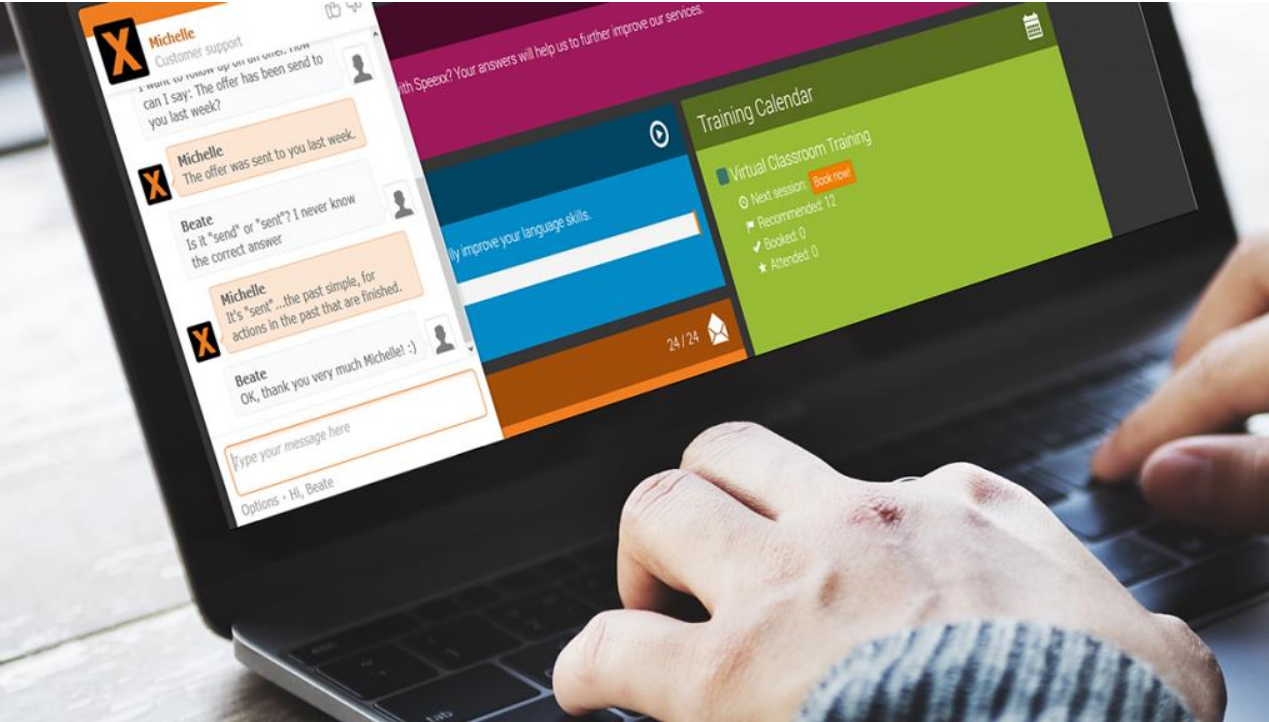 X
Michelle
Customer support
I want to follow up on an offer. How
can I say: The offer has been send to
you last week?
Michelle
The offer was sent to you last week.
X
Beate
Is it "send" or "sent"? I never know
the correct answer
Michelle
It's "sent" ...the past simple, for
actions in the past that are finished.
X
Beate
OK, thank you very much Michelle! :)
Type your message here
Options • Hi, Beate
with Speexx? Your answers will help us to further improve our services.
improve your language skills.
24 / 24
Training Calendar
Virtual Classroom Training
Next session: Book now!
Recommended: 12
Booked: 0
Attended: 0
esc
tab